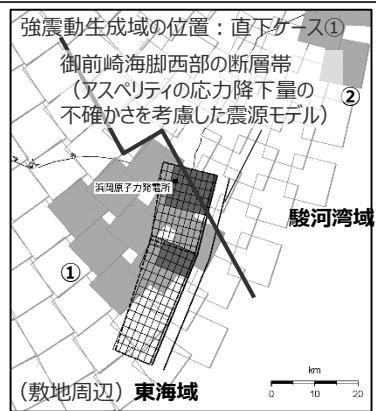 強震動生成域の位置：直下ケース①
御前崎海脚西部の断層帯
（アスペリティの応力降下量の
不確かさを考慮した震源モデル）
②
浜岡原子力発電所
駿河湾域
①
km
（敷地周辺）東海域
0 10 20